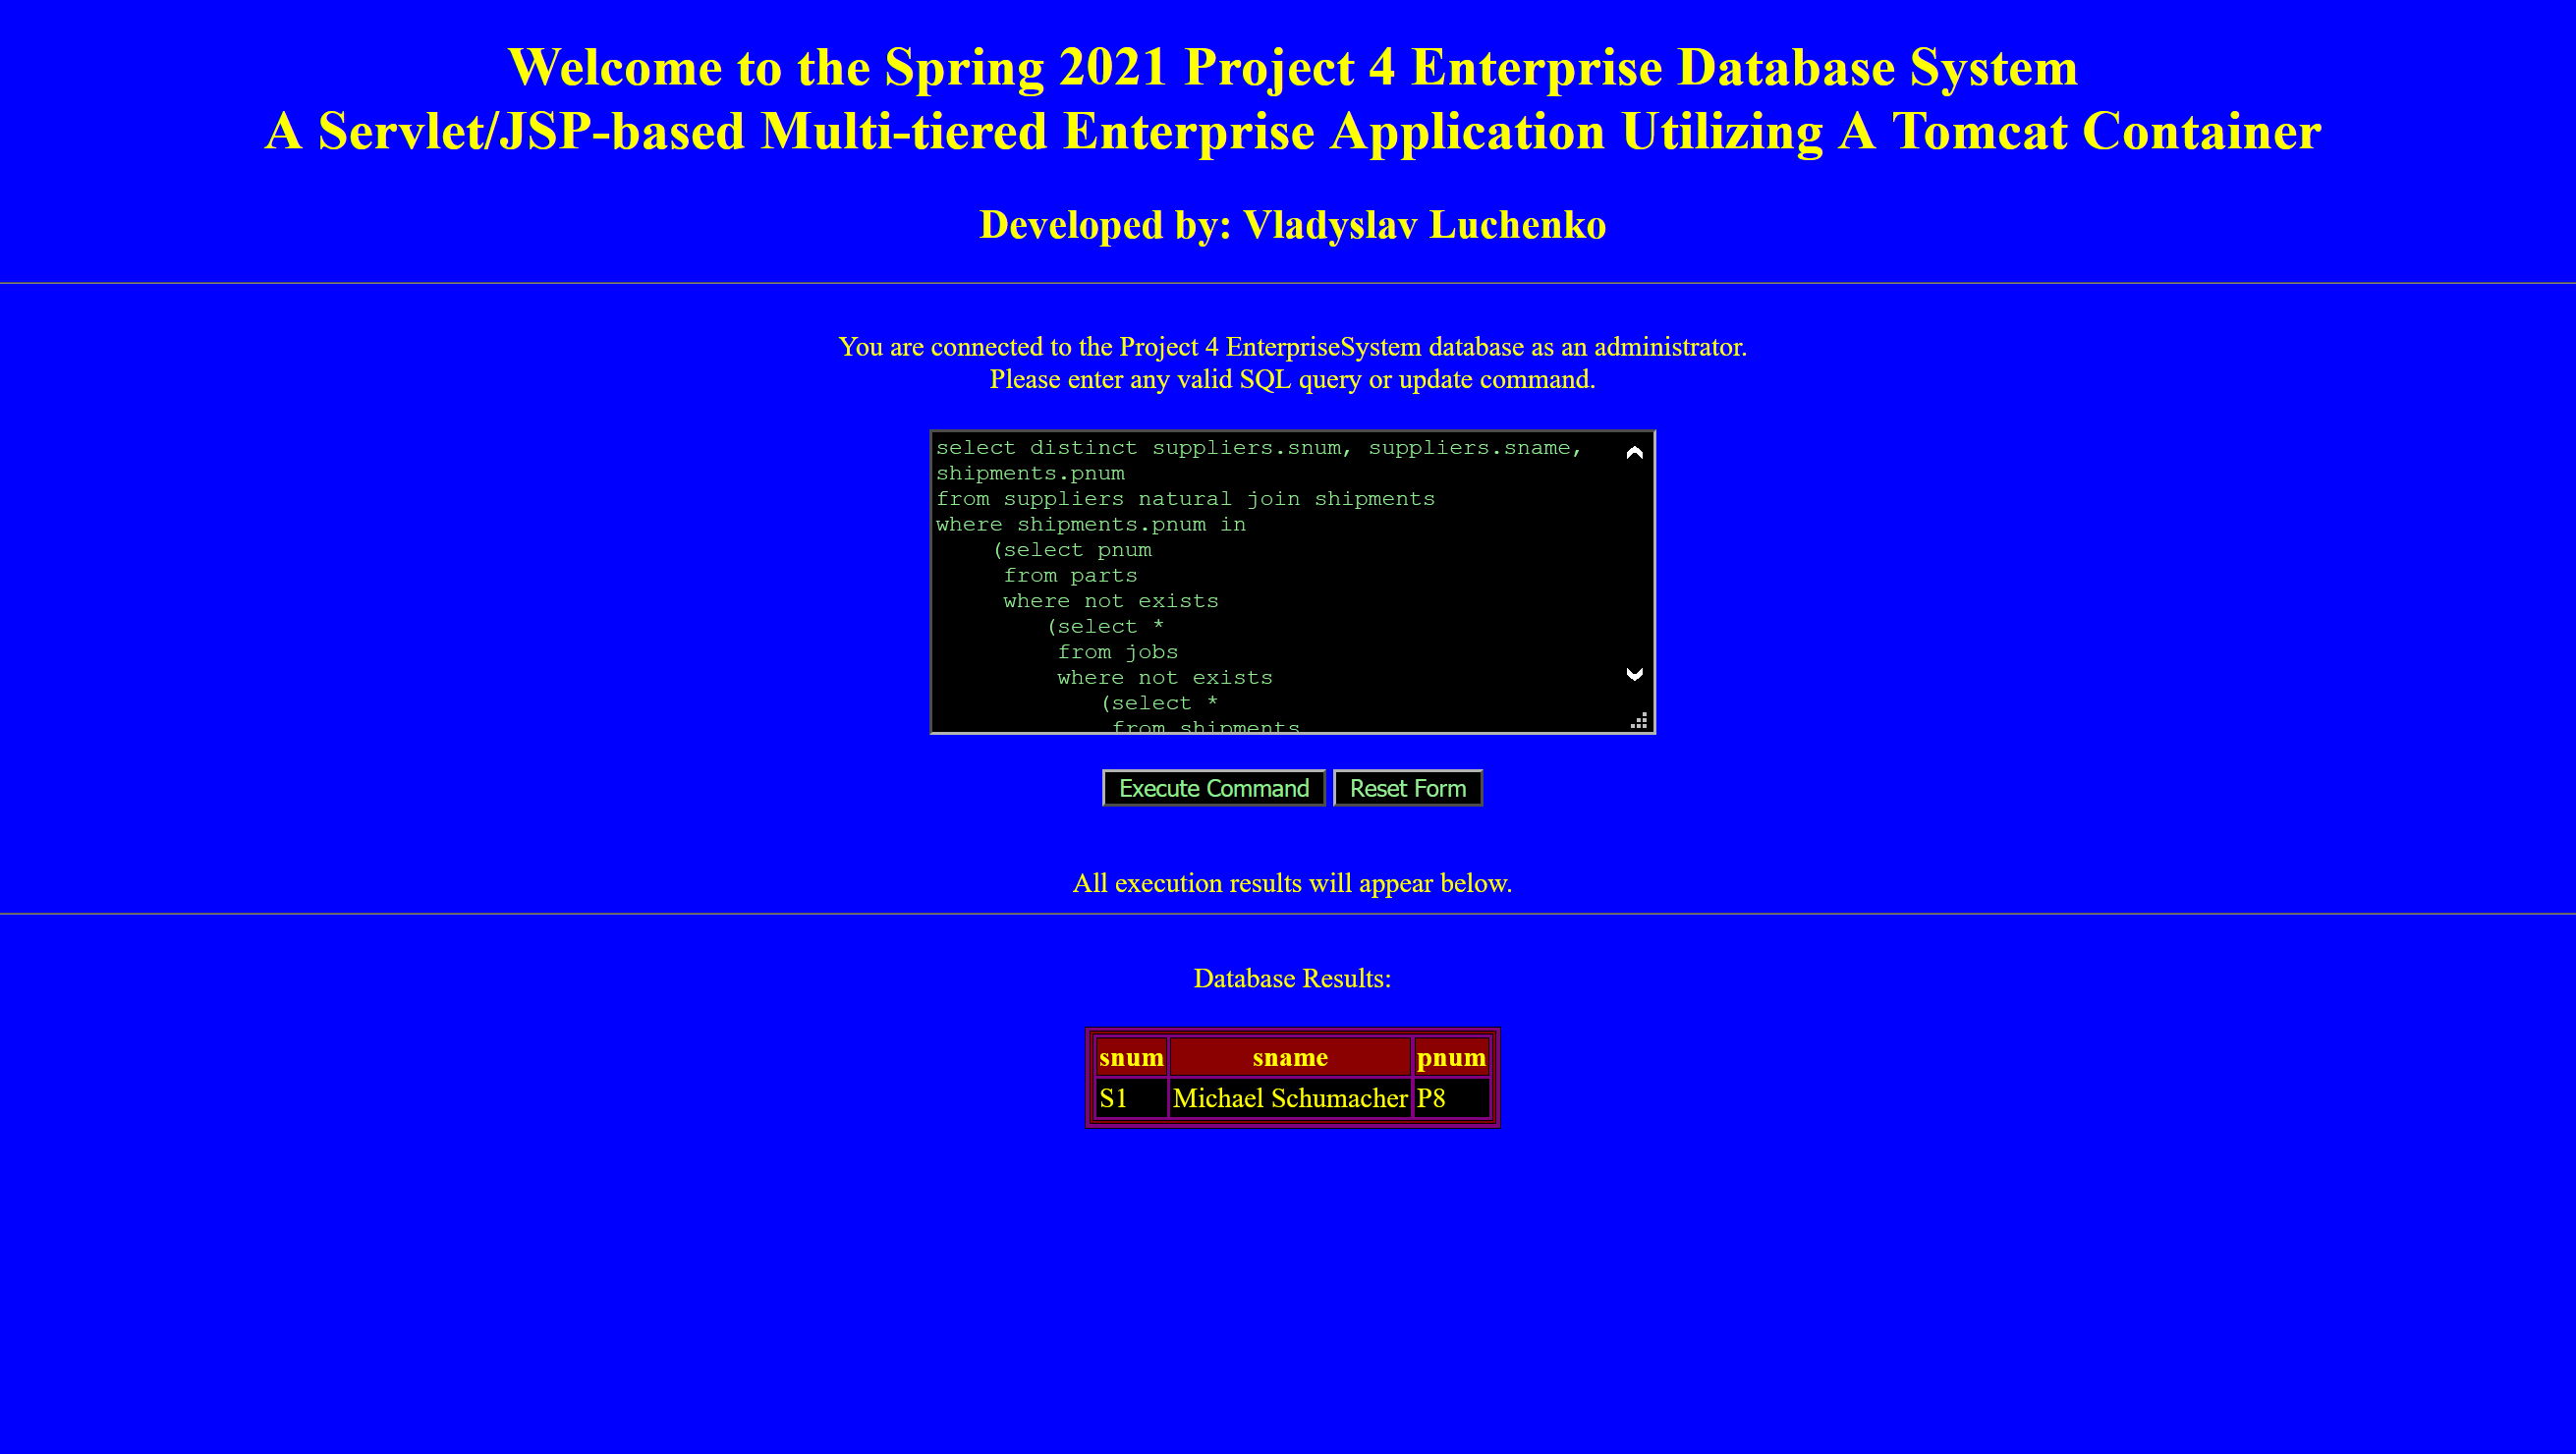 Welcome to the Spring 2021 Project 4 Enterprise Database System
A Servlet/JSP-based Multi-tiered Enterprise Application Utilizing A Tomcat Container
Developed by: Vladyslav Luchenko
You are connected to the Project 4 EnterpriseSystem database as an administrator.
Please enter any valid SQL query or update command.
select distinct suppliers.snum, suppliers.sname,
shipments.pnum
from suppliers natural join shipments
where shipments.pnum in
(select pnum
from parts
where not exists
(select *
from jobs
where not exists
(select *
from shipments
Execute Command Reset Form
All execution results will appear below.
Database Results:
snum sname pnum
S1 Michael Schumacher P8